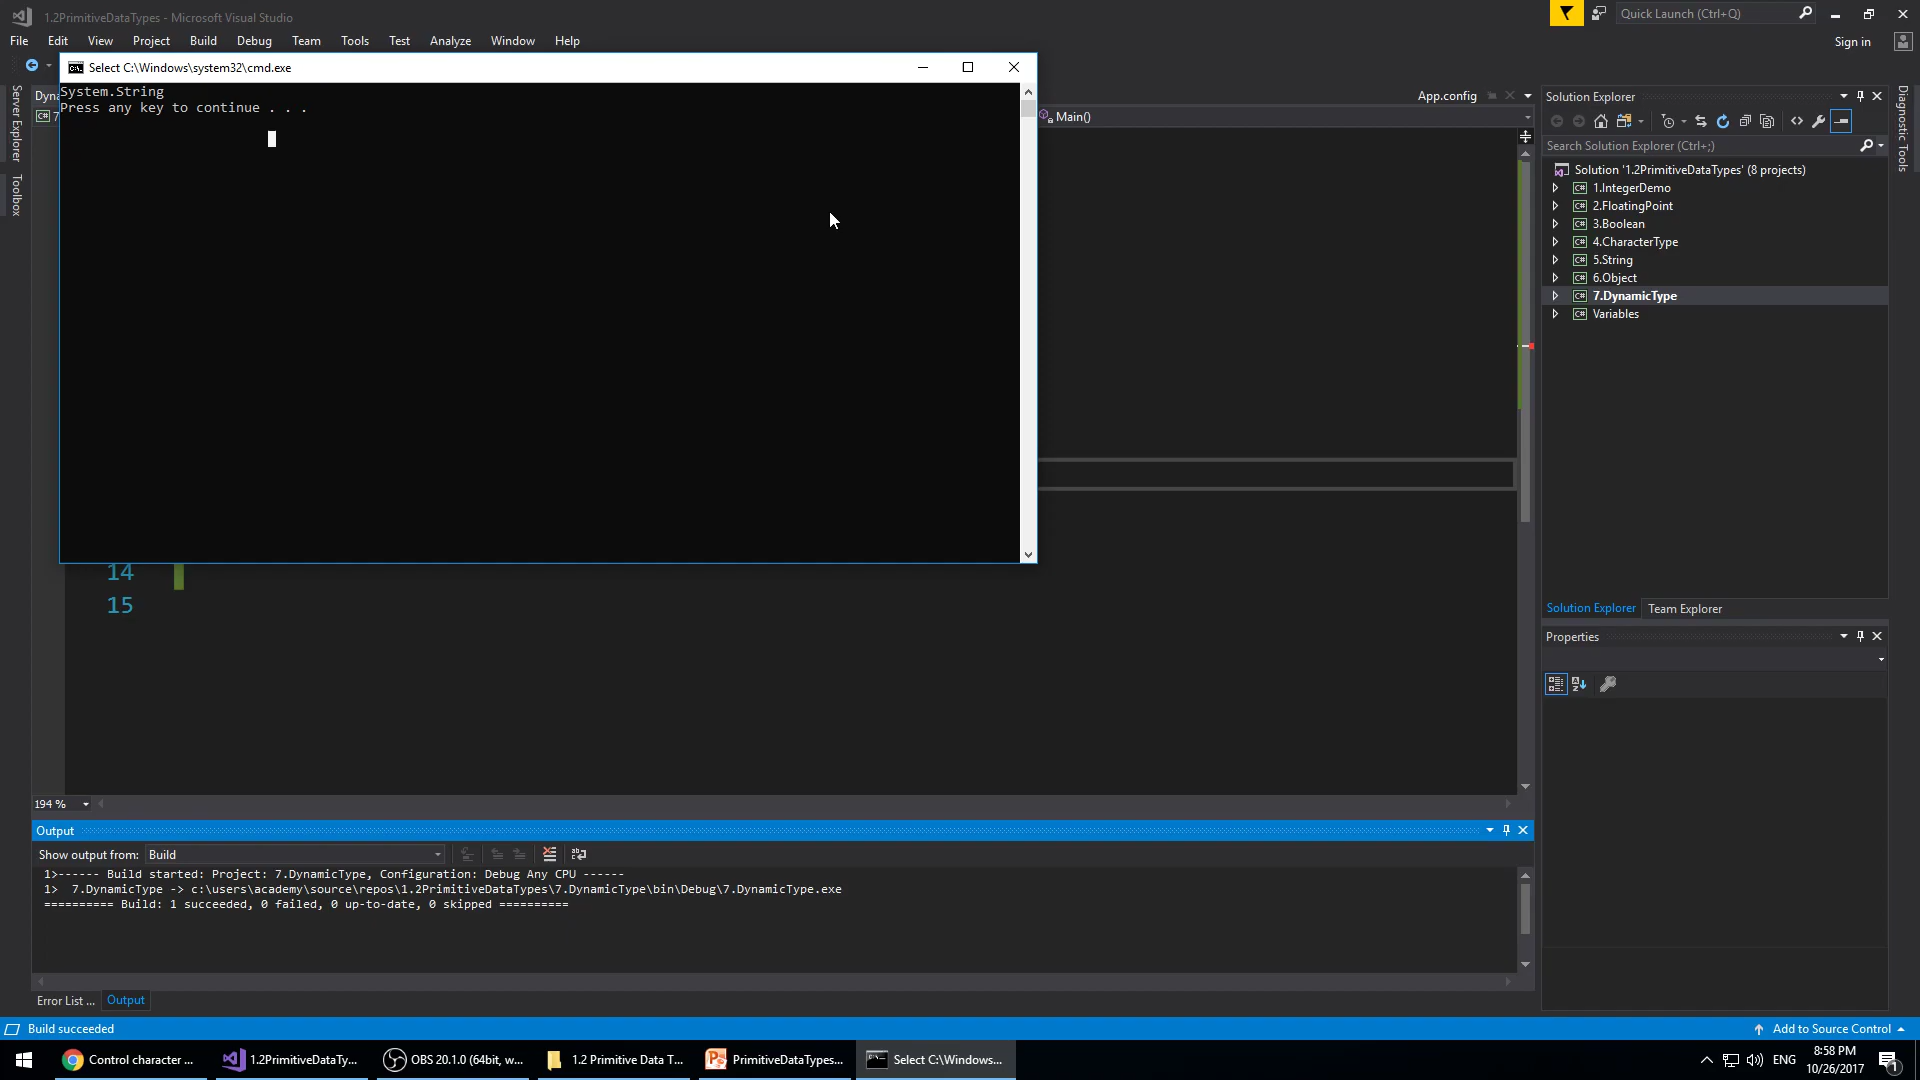 1.2PrimitiveDataTypes - Microsoft Visual Studio
Quick Launch (Ctrl+Q)
File Edit View Project Build Debug Team Tools Test Analyze Window Help
Sign in
Select C:\Windows\system32\cmd.exe
System.String
Press any key to continue . . .
Server Explorer
Toolbox
Dyna
7
App.config
Main()
Solution Explorer
Search Solution Explorer (Ctrl+;)
Solution '1.2PrimitiveDataTypes' (8 projects)
C# 1.IntegerDemo
C# 2.FloatingPoint
C# 3.Boolean
C# 4.CharacterType
C# 5.String
C# 6.Object
C# 7.DynamicType
C# Variables
Diagnostic Tools
14
15
Solution Explorer Team Explorer
Properties
194 %
Output
Show output from: Build
1>------ Build started: Project: 7.DynamicType, Configuration: Debug Any CPU ------
1>  7.DynamicType -> c:\users\academy\source\repos\1.2PrimitiveDataTypes\7.DynamicType\bin\Debug\7.DynamicType.exe
========== Build: 1 succeeded, 0 failed, 0 up-to-date, 0 skipped ==========
Error List ... Output
Build succeeded
Add to Source Control
Control character ...
1.2PrimitiveDataTy...
OBS 20.1.0 (64bit, w...
1.2 Primitive Data T...
PrimitiveDataTypes...
Select C:\Windows...
ENG
8:58 PM
10/26/2017
1